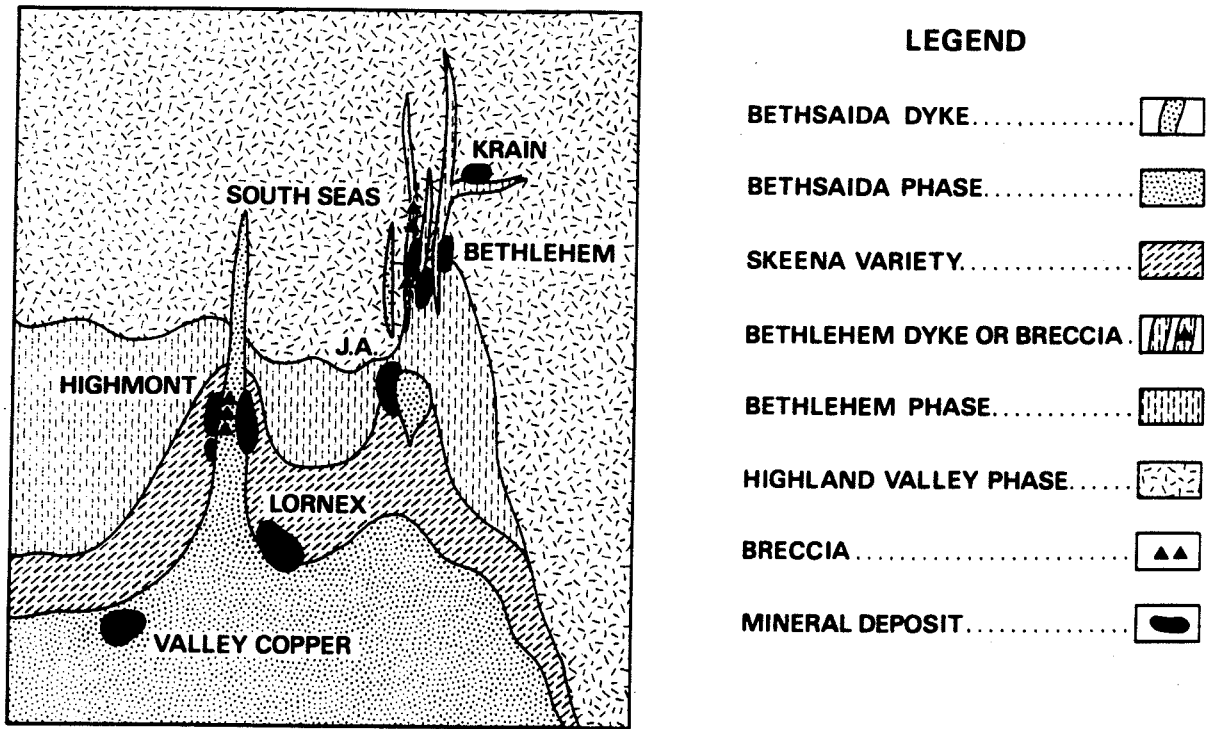 KRAIN
SOUTH SEAS
BETHLEHEM
J.A.
HIGHMONT
LORNEX
VALLEY COPPER
LEGEND
BETHSAIDA DYKE
BETHSAIDA PHASE
SKEENA VARIETY
BETHLEHEM DYKE OR BRECCIA
BETHLEHEM PHASE
HIGHLAND VALLEY PHASE
BRECCIA
MINERAL DEPOSIT